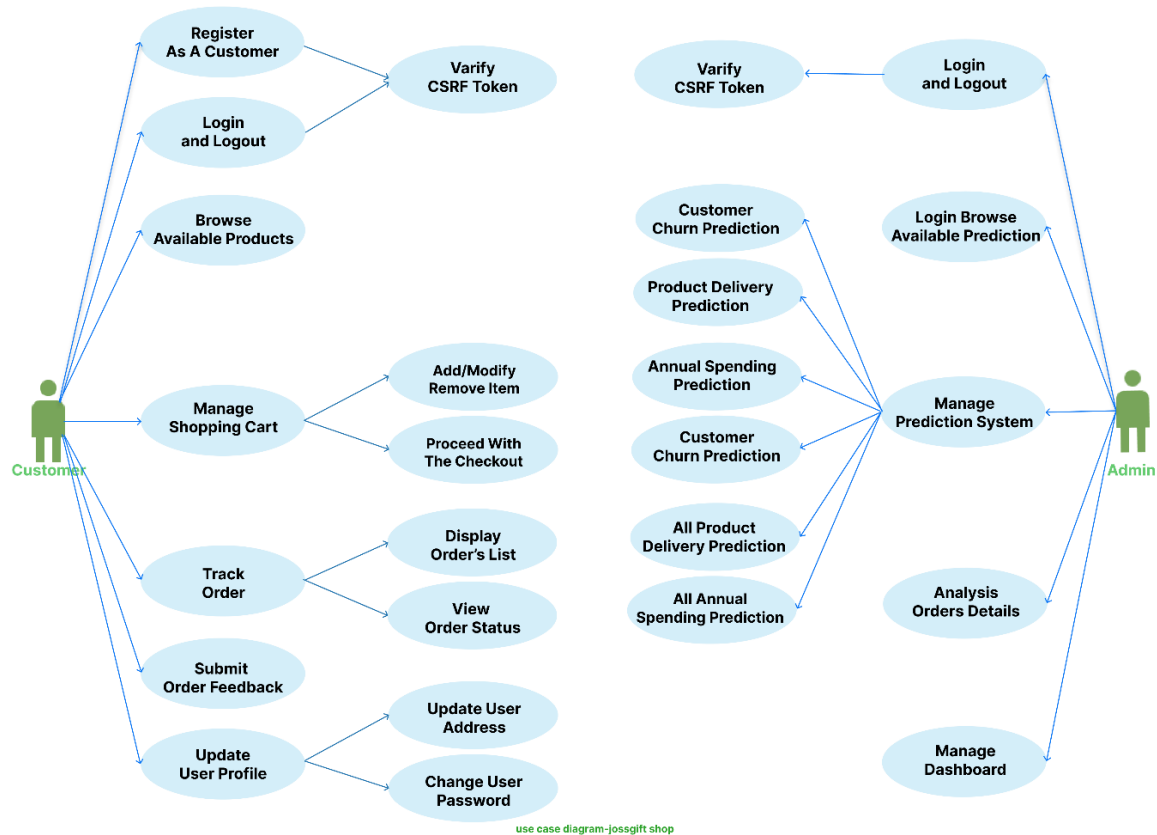 Register
As A Customer
Varify
CSRF Token
Login
and Logout
Browse
Available Products
Customer
Manage
Shopping Cart
Add/Modify
Remove Item
Proceed With
The Checkout
Track
Order
Display
Order's List
View
Order Status
Submit
Order Feedback
Update
User Profile
Update User
Address
Change User
Password
Varify
CSRF Token
Login
and Logout
Customer
Churn Prediction
Login Browse
Available Prediction
Product Delivery
Prediction
Annual Spending
Prediction
Manage
Prediction System
Customer
Churn Prediction
Admin
All Product
Delivery Prediction
All Annual
Spending Prediction
Analysis
Orders Details
Manage
Dashboard
use case diagram-jossgift shop